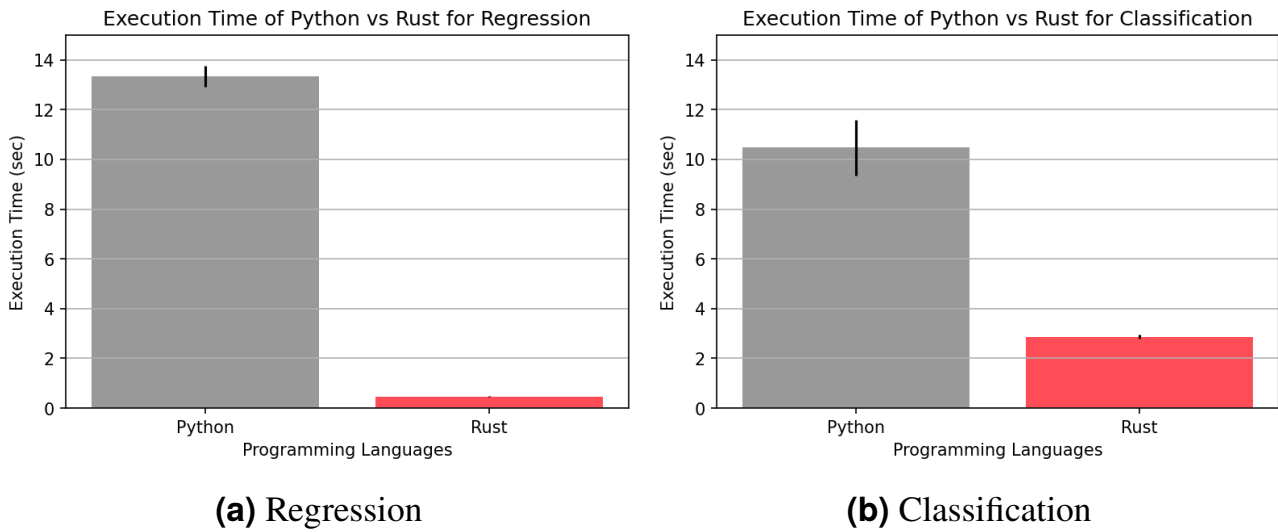 Execution Time of Python vs Rust for Regression
14
12
10
8
6
4
2
0
Execution Time (sec)
Python
Rust
Programming Languages
(a) Regression
Execution Time of Python vs Rust for Classification
14
12
10
8
6
4
2
0
Execution Time (sec)
Python
Rust
Programming Languages
(b) Classification